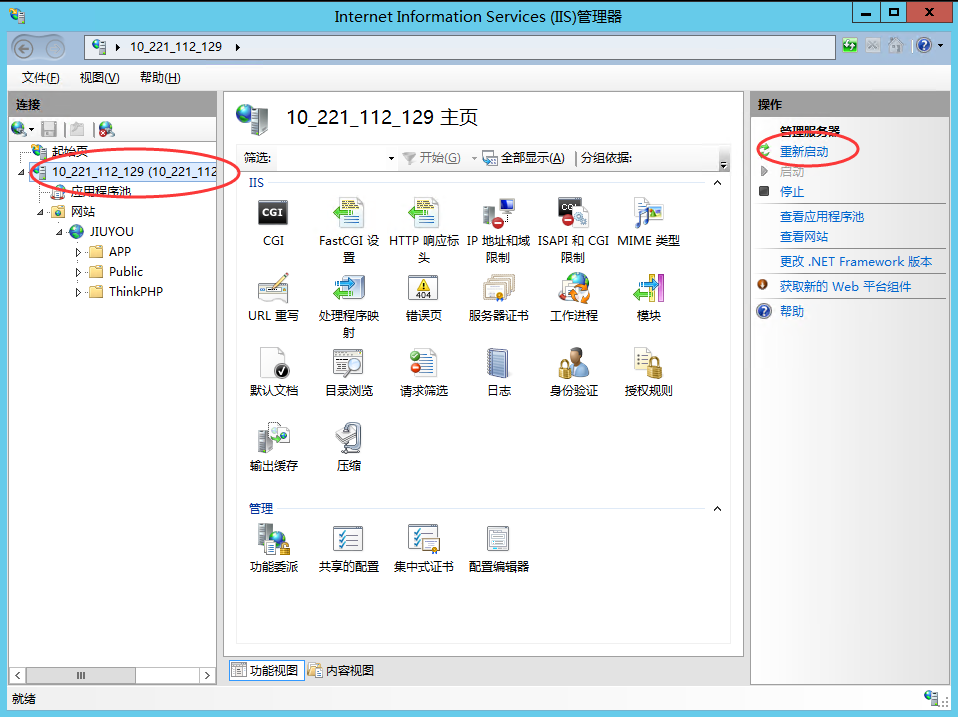 Internet Information Services (IIS)管理器
10_221_112_129
文件(F) 视图(V) 帮助(H)
连接
起始页
10_221_112_129 (10_221_112
应用程序池
网站
JIUYOU
APP
Public
ThinkPHP
10_221_112_129 主页
筛选: 开始(G) 全部显示(A) 分组依据:
IIS
CGI
CGI
FastCGI 设置
HTTP 响应标头
IP 地址和域限制
CGI
ISAPI 和 CGI 限制
MIME 类型
URL 重写
处理程序映射
404
错误页
服务器证书
工作进程
模块
默认文档
目录浏览
请求筛选
日志
身份验证
授权规则
输出缓存
压缩
管理
功能委派
共享的配置
集中式证书
配置编辑器
功能视图
内容视图
操作
管理服务器
重新启动
启动
停止
查看应用程序池
查看网站
更改 .NET Framework 版本
获取新的 Web 平台组件
帮助
就绪